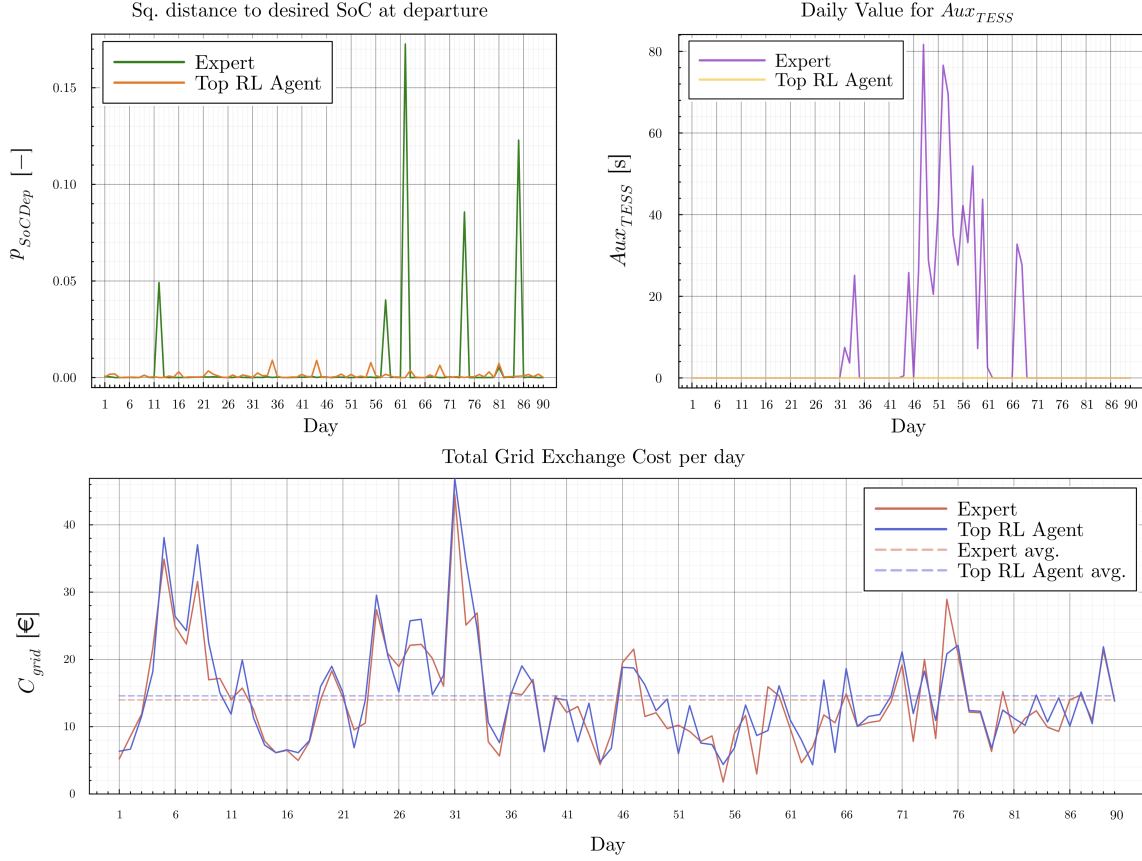 Sq. distance to desired SoC at departure
Expert
Top RL Agent
0.15
0.10
0.05
0.00
p_SoCDep [−]
1 6 11 16 21 26 31 36 41 46 51 56 61 66 71 76 81 86 90
Day
Daily Value for Aux_TESS
Expert
Top RL Agent
80
60
40
20
0
Aux_TESS [s]
1 6 11 16 21 26 31 36 41 46 51 56 61 66 71 76 81 86 90
Day
Total Grid Exchange Cost per day
Expert
Top RL Agent
Expert avg.
Top RL Agent avg.
40
30
20
10
0
C_grid [€]
1 6 11 16 21 26 31 36 41 46 51 56 61 66 71 76 81 86 90
Day